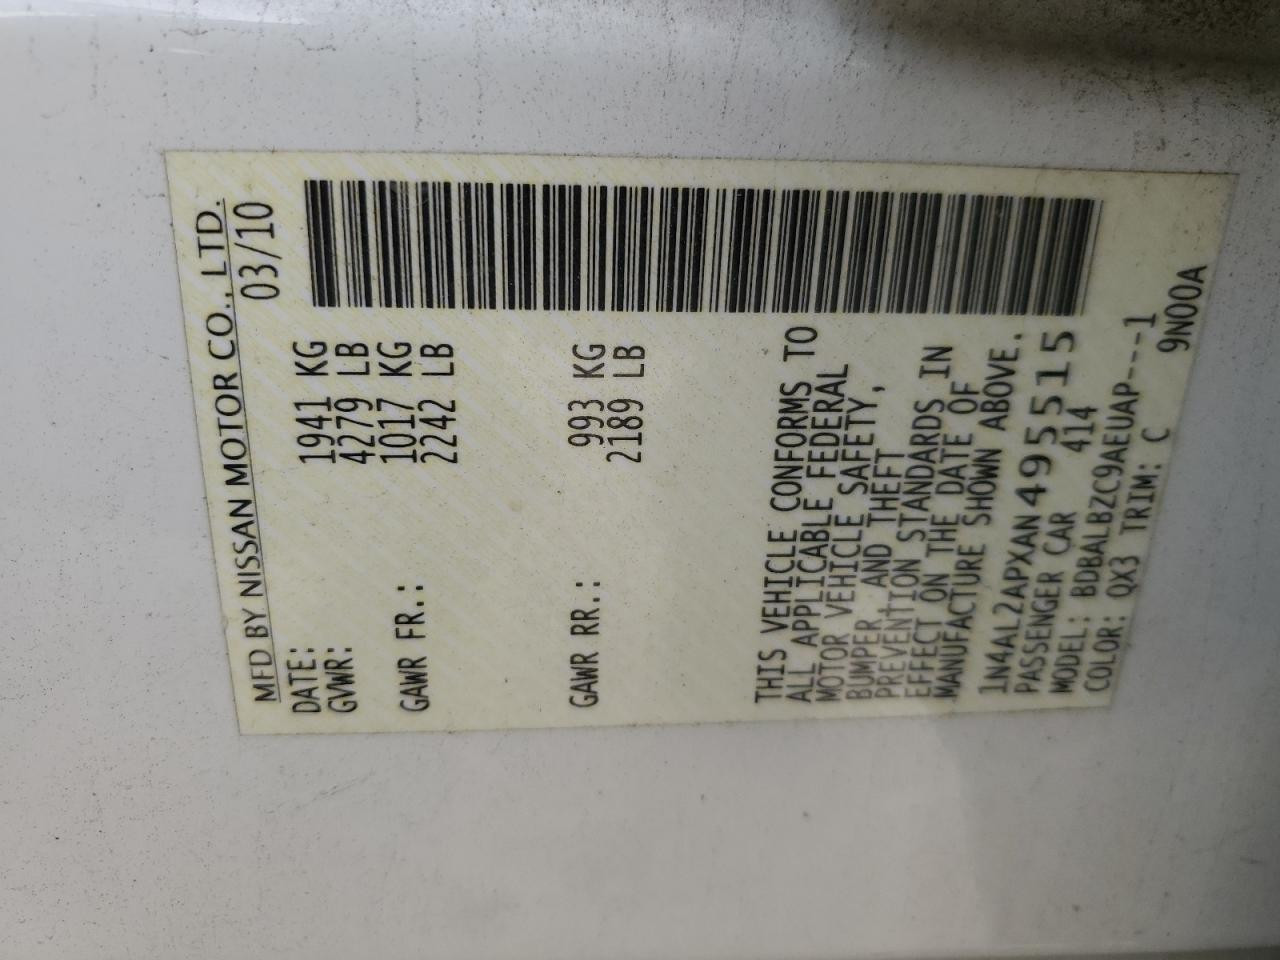 MFD BY NISSAN MOTOR CO., LTD.
DATE: 03/10
GVWR: 1941 KG
4279 LB
GAWR FR.: 1017 KG
2242 LB
GAWR RR.: 993 KG
2189 LB
THIS VEHICLE CONFORMS TO
ALL APPLICABLE FEDERAL
MOTOR VEHICLE SAFETY,
BUMPER, AND THEFT
PREVENTION STANDARDS IN
EFFECT ON THE DATE OF
MANUFACTURE SHOWN ABOVE.
1N4AL2APXAN495515
PASSENGER CAR 414
MODEL: BDBALBZC9AEUAP---1
COLOR: QX3 TRIM: C 9N00A